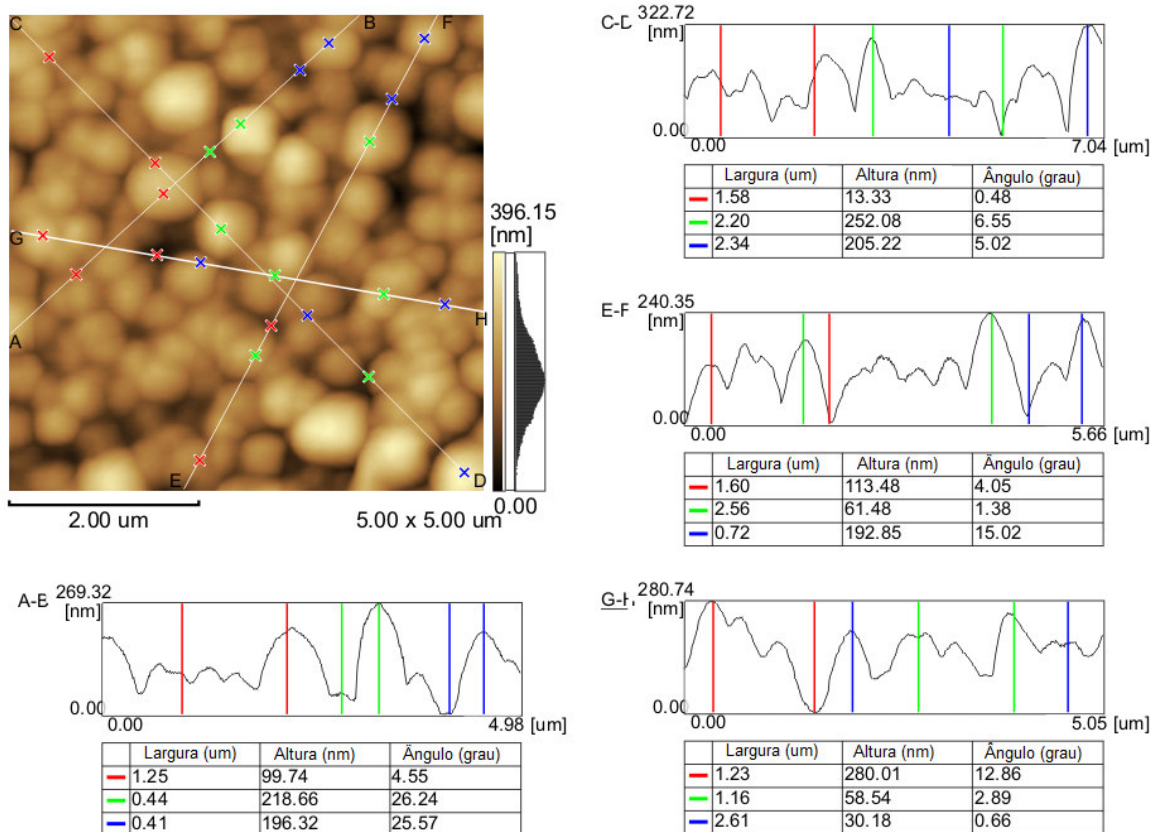 C
B
F
G
A
H
E
D
396.15
[nm]
0.00
2.00 um
5.00 x 5.00 um
C-D
322.72
[nm]
0.00
0.00
7.04 [um]
Largura (um) Altura (nm) Ângulo (grau)
1.58 13.33 0.48
2.20 252.08 6.55
2.34 205.22 5.02
E-F
240.35
[nm]
0.00
0.00
5.66 [um]
Largura (um) Altura (nm) Ângulo (grau)
1.60 113.48 4.05
2.56 61.48 1.38
0.72 192.85 15.02
A-B
269.32
[nm]
0.00
0.00
4.98 [um]
Largura (um) Altura (nm) Ângulo (grau)
1.25 99.74 4.55
0.44 218.66 26.24
0.41 196.32 25.57
G-H
280.74
[nm]
0.00
0.00
5.05 [um]
Largura (um) Altura (nm) Ângulo (grau)
1.23 280.01 12.86
1.16 58.54 2.89
2.61 30.18 0.66